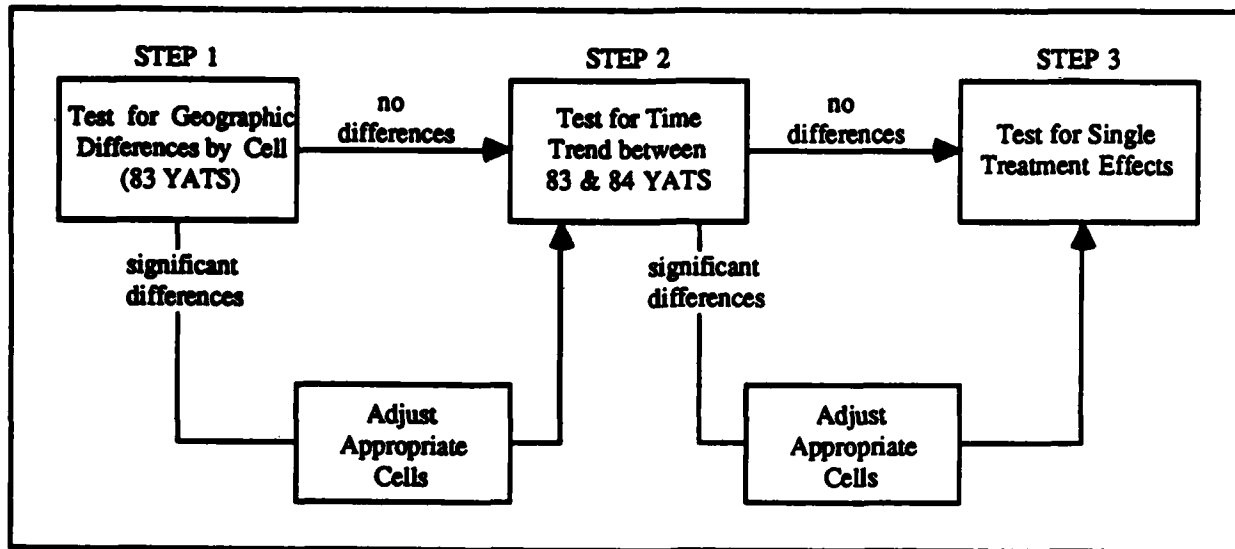 STEP 1
Test for Geographic
Differences by Cell
(83 YATS)
no
differences
significant
differences
Adjust
Appropriate
Cells
STEP 2
Test for Time
Trend between
83 & 84 YATS
no
differences
significant
differences
Adjust
Appropriate
Cells
STEP 3
Test for Single
Treatment Effects